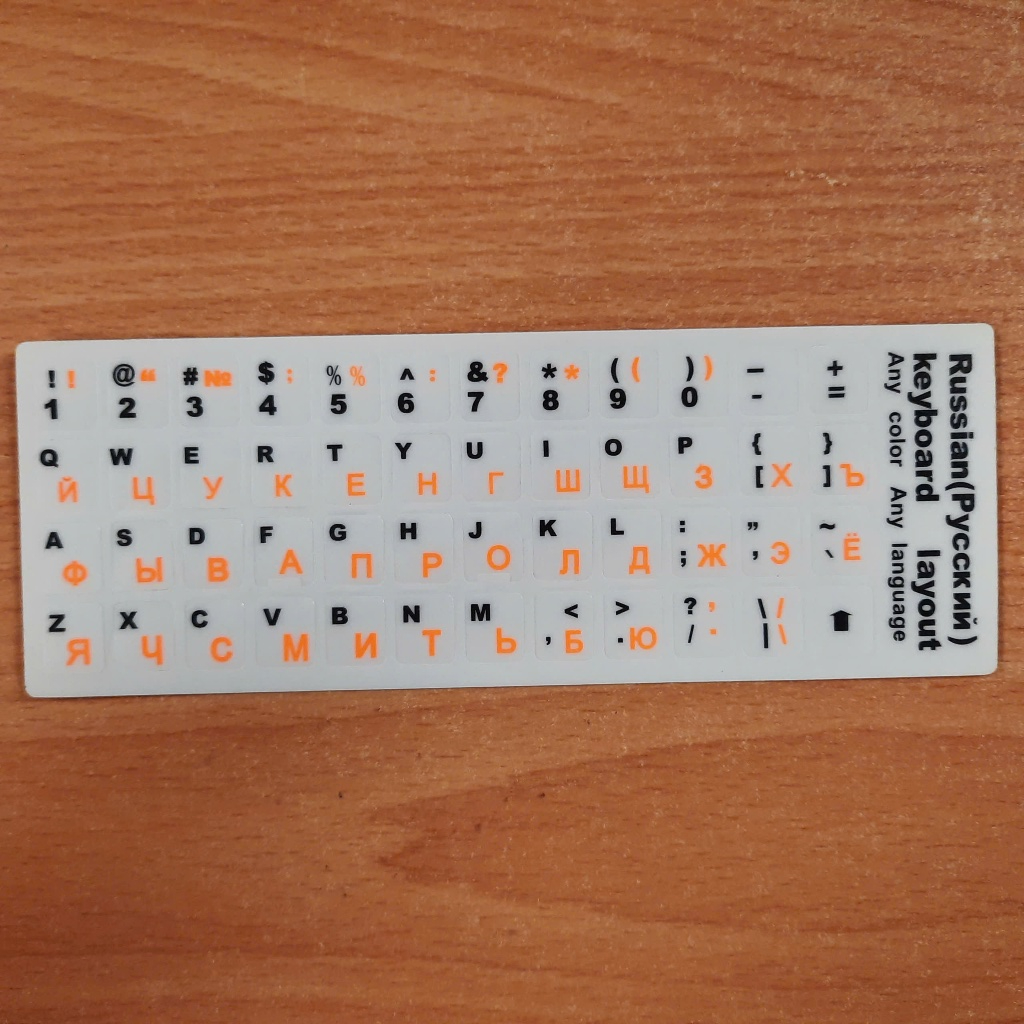 ! ! @ “ # № $ ; % % ^ : & ? * * ( ( ) ) – +
1 2 3 4 5 6 7 8 9 0 - =
Q W E R T Y U I O P { }
Й Ц У К Е Н Г Ш Щ З [ Х ] Ъ
A S D F G H J K L : ” ~
Ф Ы В А П Р О Л Д ; Ж ’ Э ` Ё
Z X C V B N M < > ? , \ /
Я Ч С М И Т Ь , Б . Ю / . | \
Russian(Русский)
keyboard layout
Any color Any language